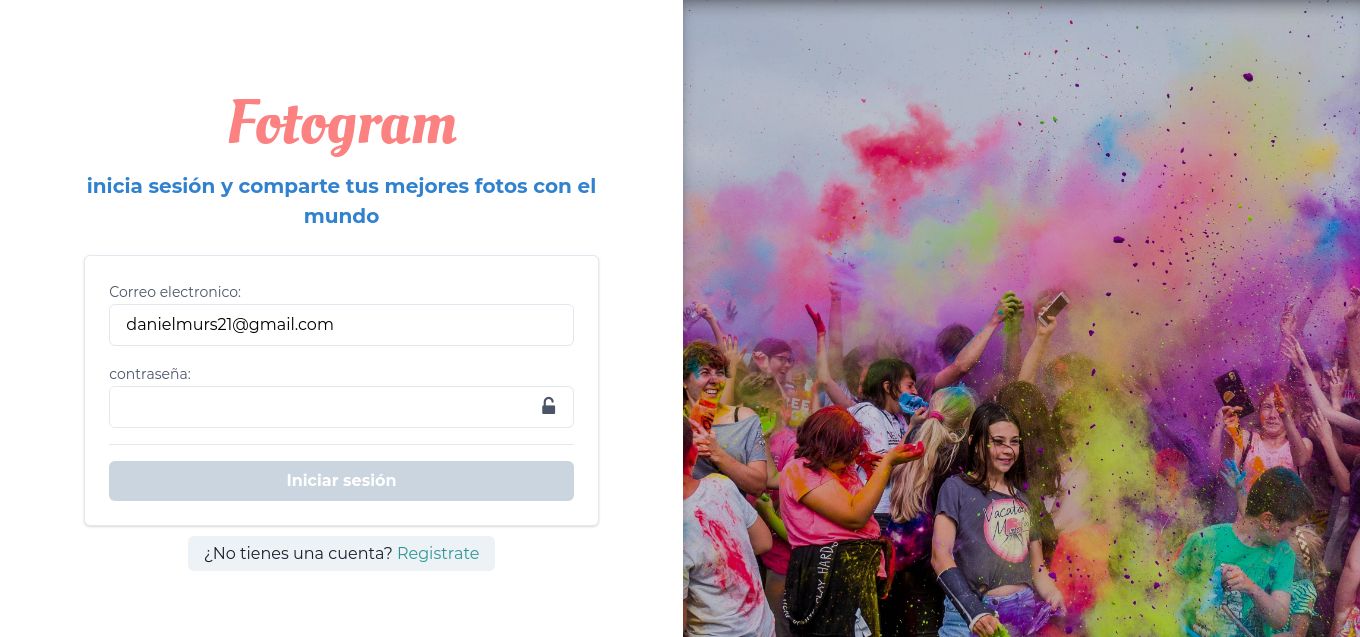 Fotogram
inicia sesión y comparte tus mejores fotos con el
mundo
Correo electronico:
danielmurs21@gmail.com
contraseña:
Iniciar sesión
¿No tienes una cuenta? Registrate